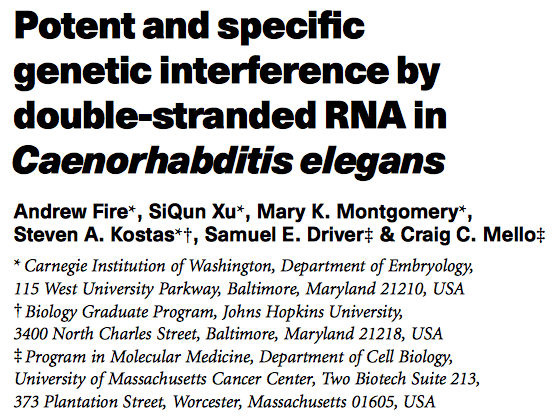 Potent and specific
genetic interference by
double-stranded RNA in
Caenorhabditis elegans
Andrew Fire*, SiQun Xu*, Mary K. Montgomery*,
Steven A. Kostas*†, Samuel E. Driver‡ & Craig C. Mello‡
* Carnegie Institution of Washington, Department of Embryology,
115 West University Parkway, Baltimore, Maryland 21210, USA
† Biology Graduate Program, Johns Hopkins University,
3400 North Charles Street, Baltimore, Maryland 21218, USA
‡ Program in Molecular Medicine, Department of Cell Biology,
University of Massachusetts Cancer Center, Two Biotech Suite 213,
373 Plantation Street, Worcester, Massachusetts 01605, USA